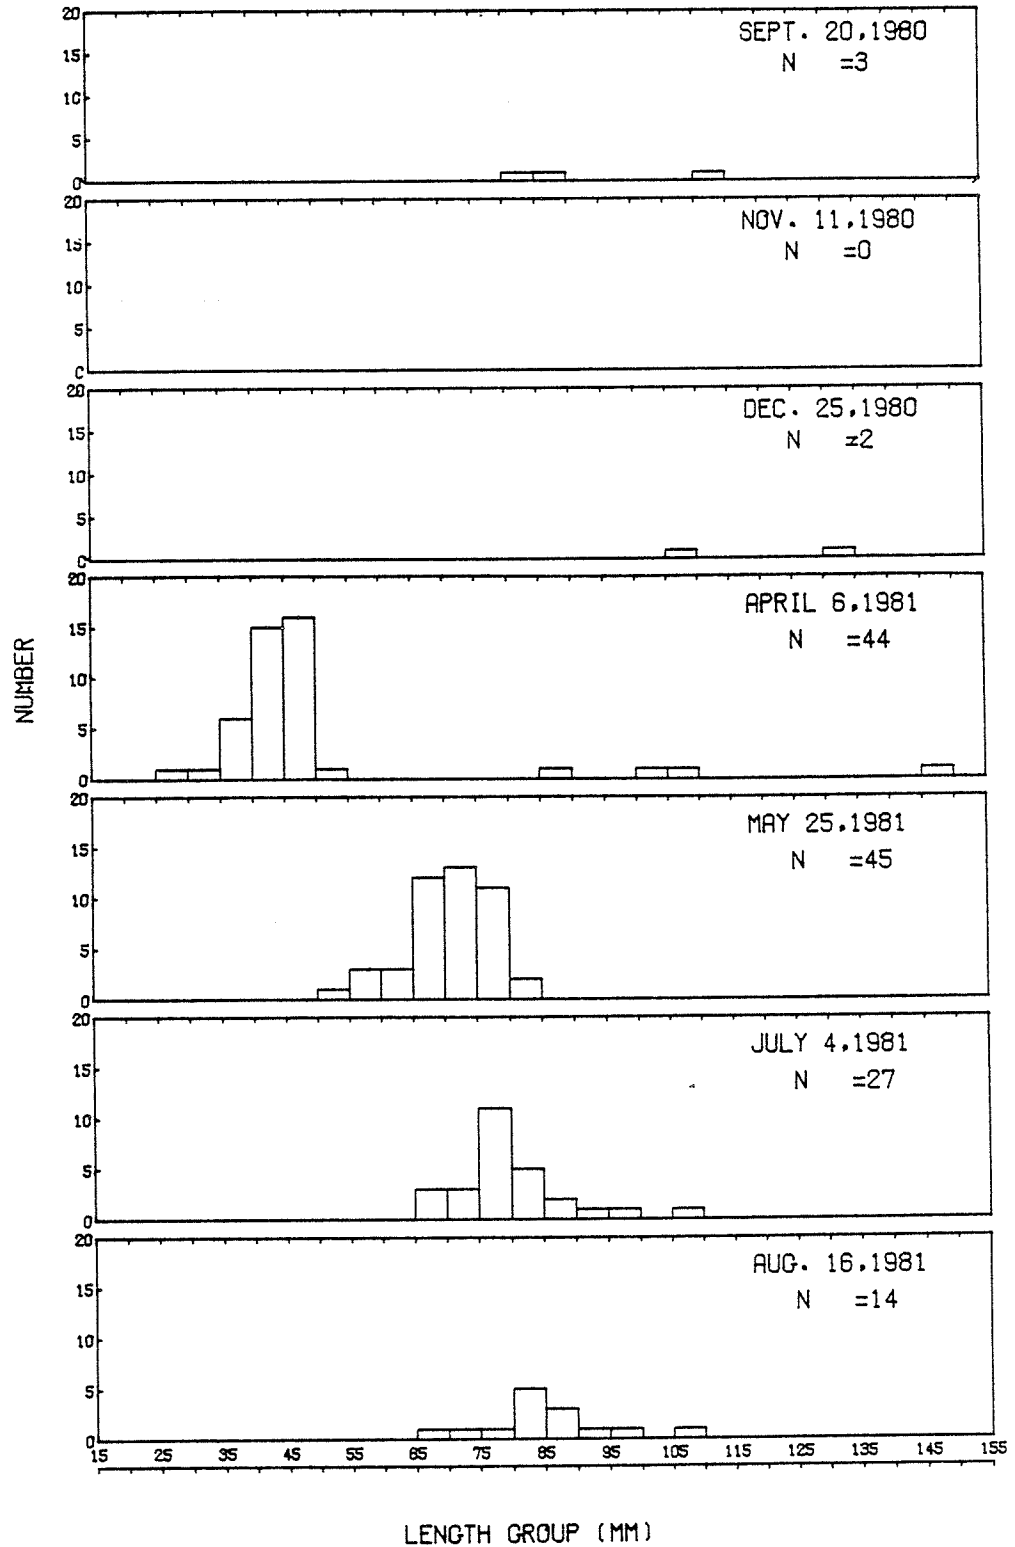 20
15
10
5
0
SEPT. 20,1980
N =3
20
15
10
5
0
NOV. 11,1980
N =0
20
15
10
5
0
DEC. 25,1980
N =2
20
15
10
5
0
APRIL 6,1981
N =44
NUMBER
20
15
10
5
0
MAY 25,1981
N =45
20
15
10
5
0
JULY 4,1981
N =27
20
15
10
5
0
AUG. 16,1981
N =14
15 25 35 45 55 65 75 85 95 105 115 125 135 145 155
LENGTH GROUP (MM)